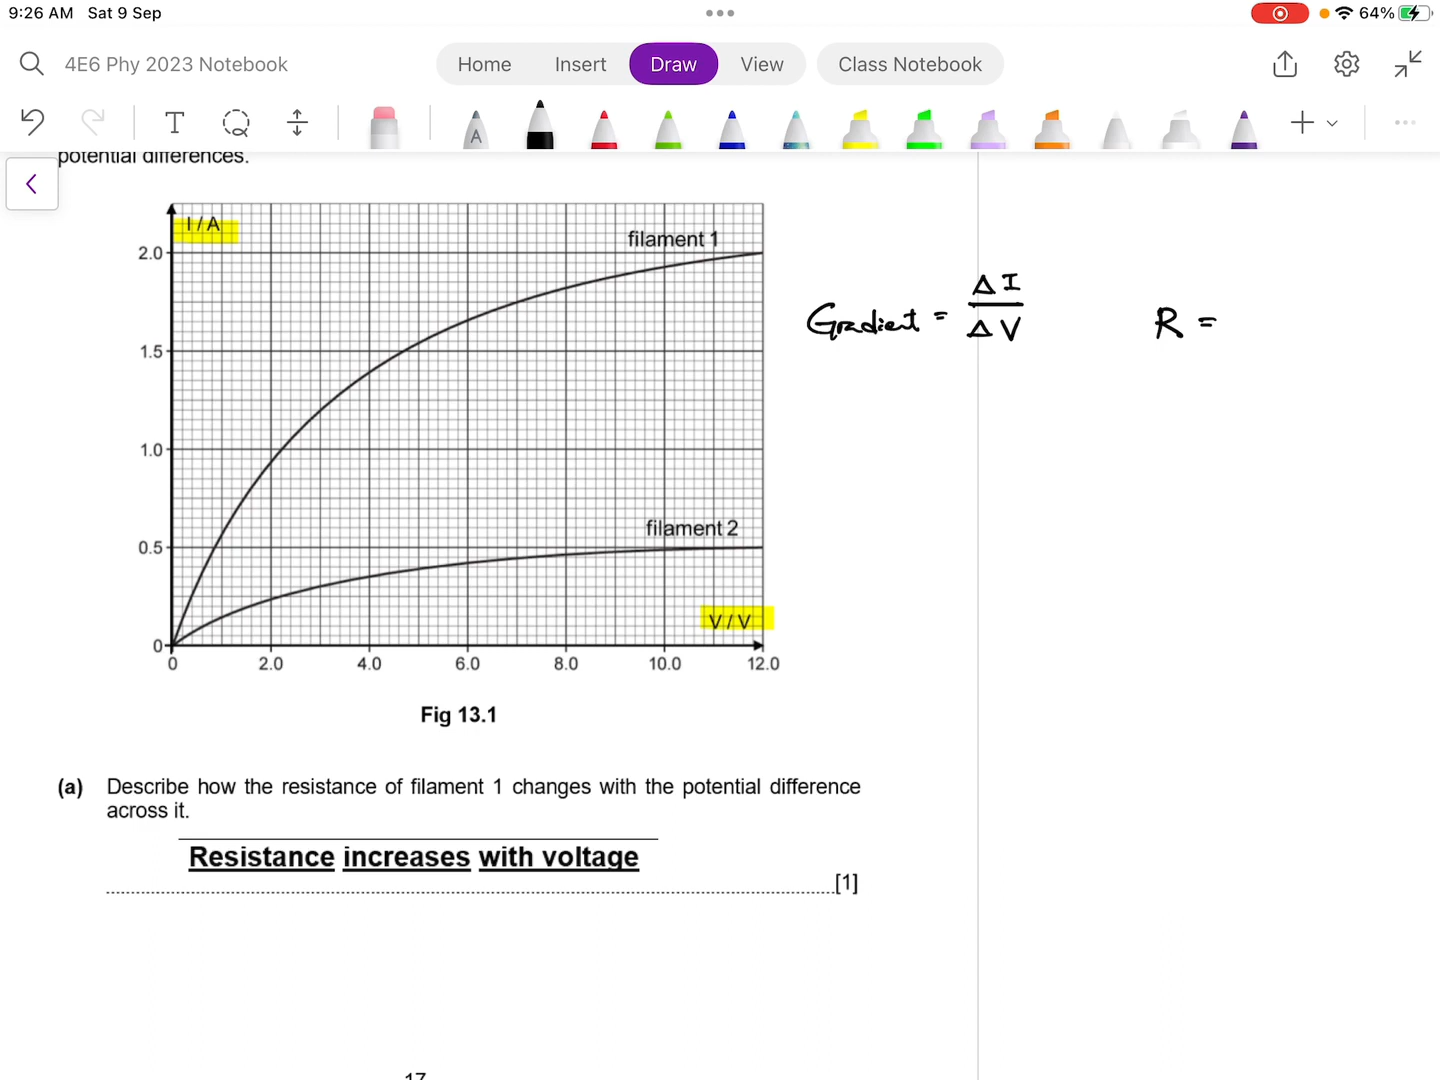 9:26 AM Sat 9 Sep
64%
4E6 Phy 2023 Notebook
Home Insert Draw View Class Notebook
T
A
potential differences.
I / A
filament 1
2.0
1.5
1.0
filament 2
0.5
V / V
0
0 2.0 4.0 6.0 8.0 10.0 12.0
Fig 13.1
Gradient = ΔI / ΔV
R =
(a) Describe how the resistance of filament 1 changes with the potential difference
across it.
Resistance increases with voltage
[1]
17